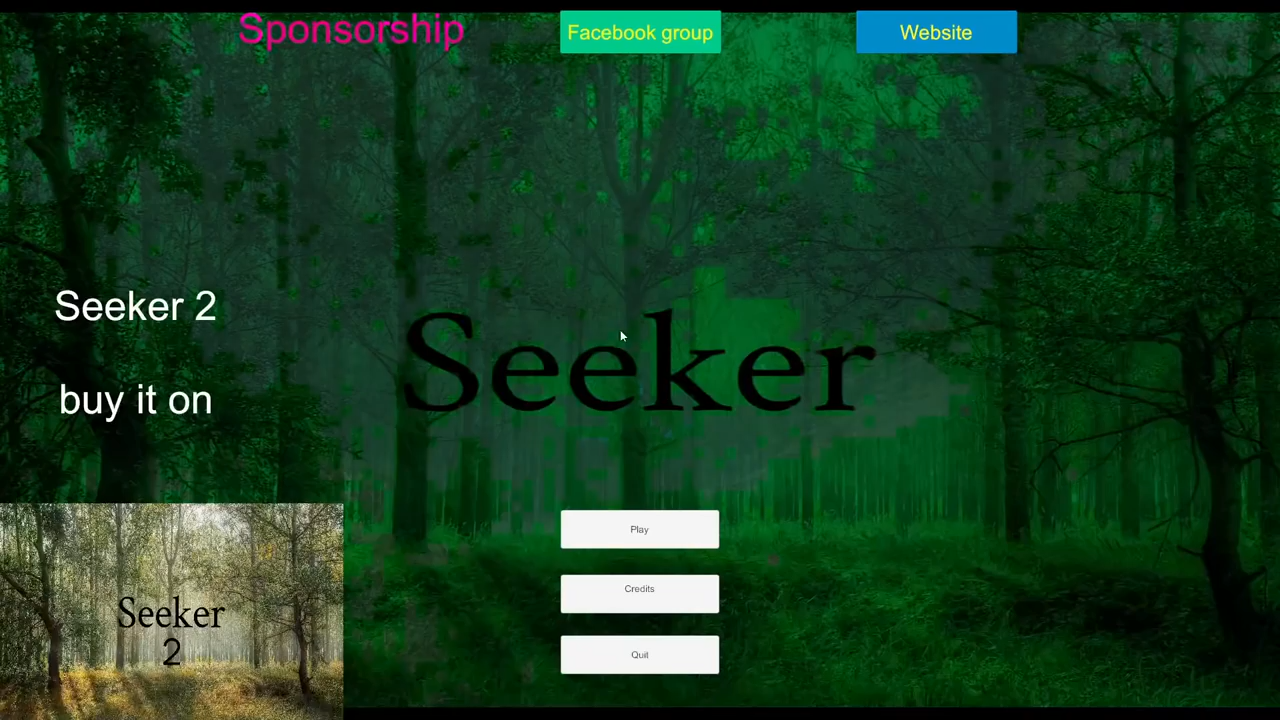 Sponsorship
Facebook group
Website
Seeker 2
buy it on
Seeker
Seeker
2
Play
Credits
Quit